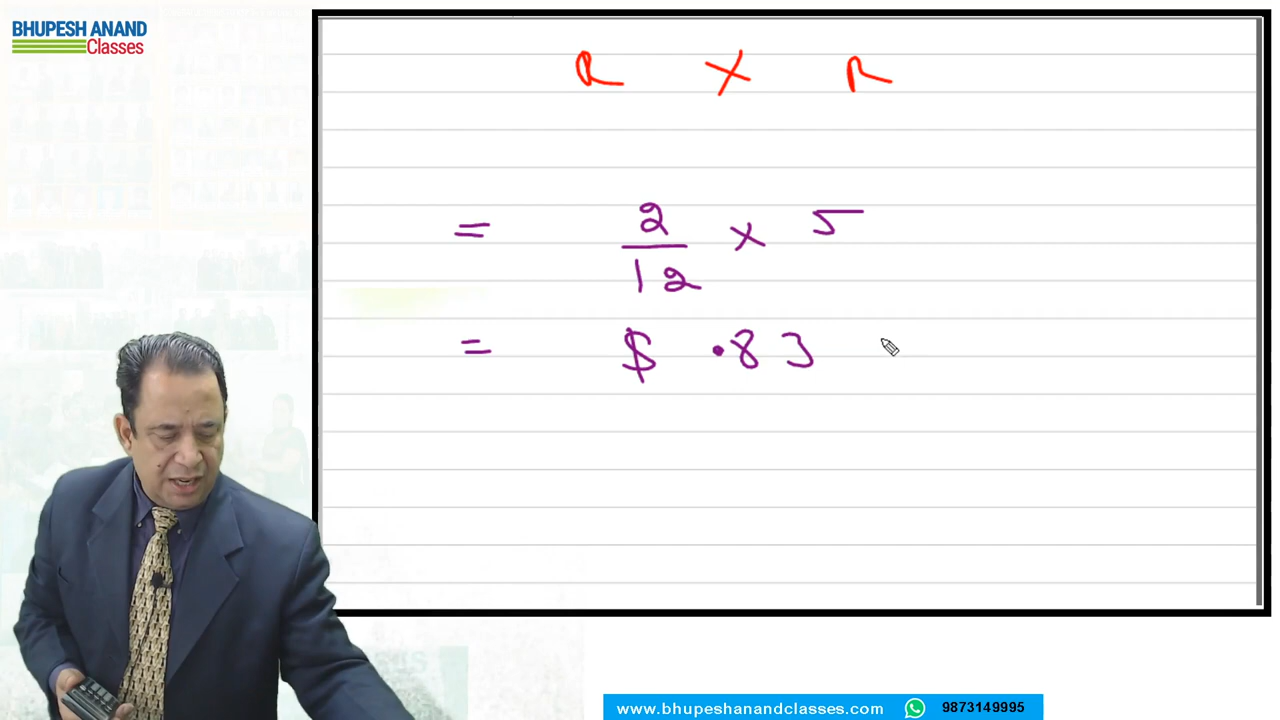 BHUPESH ANAND
Classes
R × R
= 2/12 × 5
= $ .83
www.bhupeshanandclasses.com 9873149995